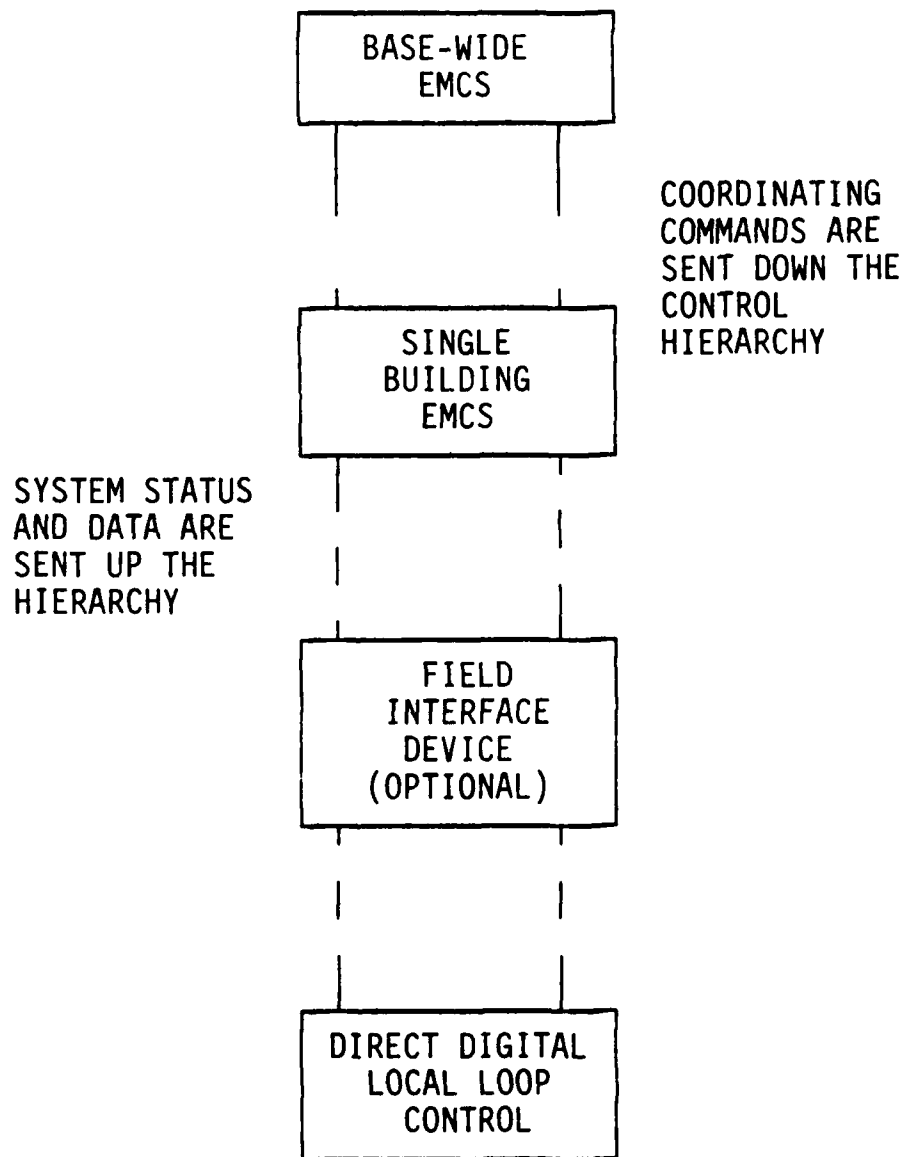 BASE-WIDE
EMCS
COORDINATING
COMMANDS ARE
SENT DOWN THE
CONTROL
HIERARCHY
SINGLE
BUILDING
EMCS
SYSTEM STATUS
AND DATA ARE
SENT UP THE
HIERARCHY
FIELD
INTERFACE
DEVICE
(OPTIONAL)
DIRECT DIGITAL
LOCAL LOOP
CONTROL